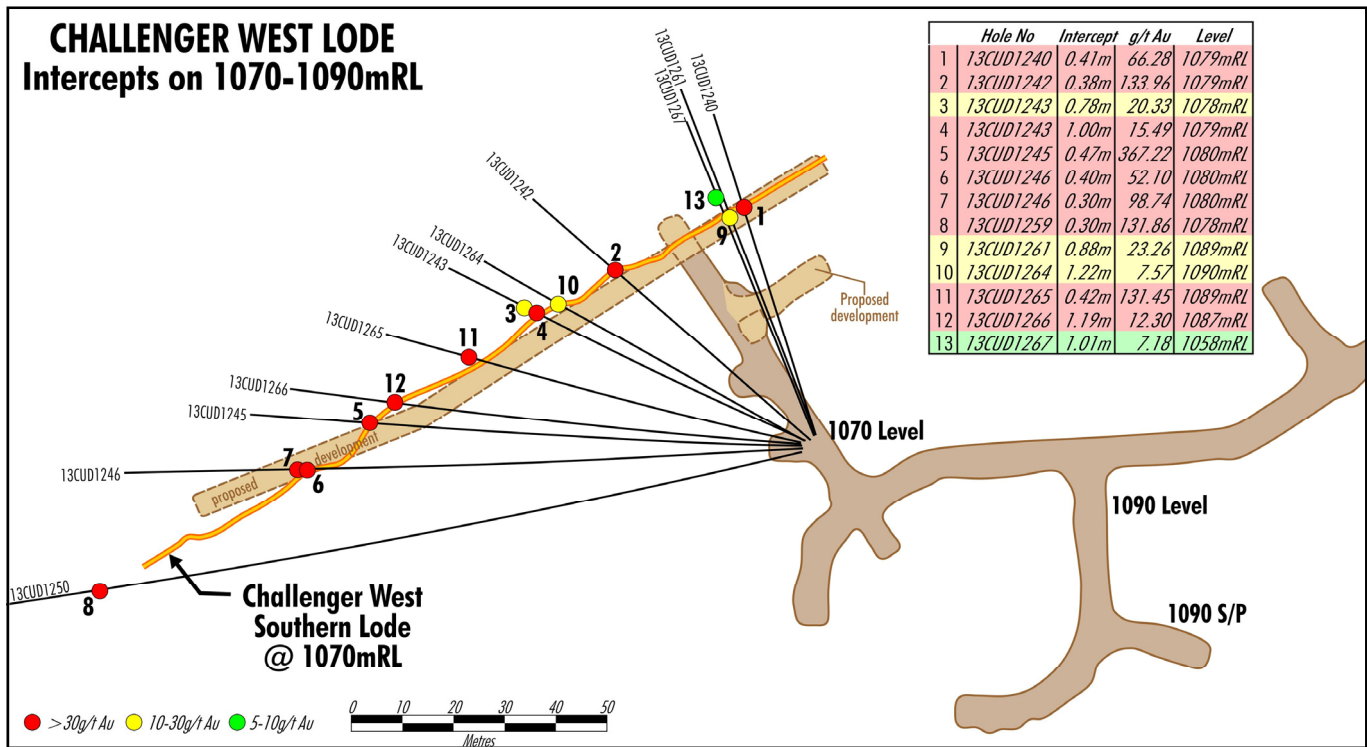 CHALLENGER WEST LODE
Intercepts on 1070-1090mRL
Hole No Intercept g/t Au Level
1 13CUD1240 0.41m 66.28 1079mRL
2 13CUD1242 0.38m 133.96 1079mRL
3 13CUD1243 0.78m 20.33 1078mRL
4 13CUD1243 1.00m 15.49 1079mRL
5 13CUD1245 0.47m 367.22 1080mRL
6 13CUD1246 0.40m 52.10 1080mRL
7 13CUD1246 0.30m 98.74 1080mRL
8 13CUD1259 0.30m 131.86 1078mRL
9 13CUD1261 0.88m 23.26 1089mRL
10 13CUD1264 1.22m 7.57 1090mRL
11 13CUD1265 0.42m 131.45 1089mRL
12 13CUD1266 1.19m 12.30 1087mRL
13 13CUD1267 1.01m 7.18 1058mRL
13CUD1261
13CUD1267
13CUD1240
13CUD1242
13CUD1264
13CUD1243
13CUD1265
13CUD1266
13CUD1245
13CUD1246
13CUD1250
13
1
9
2
10
3
4
11
12
5
7
6
8
Proposed
development
proposed
development
1070 Level
1090 Level
1090 S/P
Challenger West
Southern Lode
@ 1070mRL
>30g/t Au 10-30g/t Au 5-10g/t Au
0 10 20 30 40 50
Metres